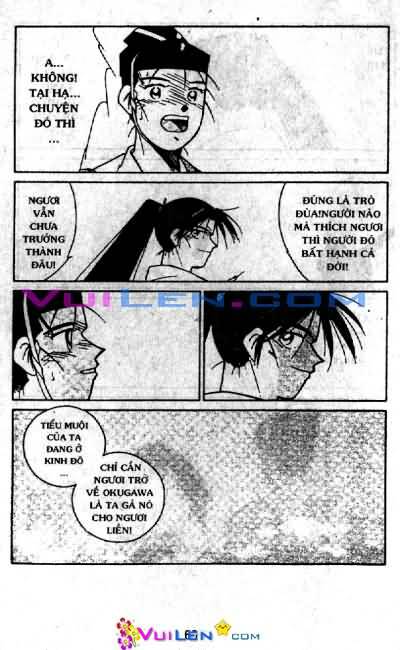 A...
KHÔNG!
TẠI HẠ...
CHUYỆN
ĐÓ THÌ
...
NGƯƠI
VẪN
CHƯA
TRƯỞNG
THÀNH
ĐÂU!
ĐÚNG LÀ TRÒ
ĐÙA!NGƯỜI NÀO
MÀ THÍCH NGƯƠI
THÌ NGƯỜI ĐÓ
BẤT HẠNH CẢ
ĐỜI!
VUILEN.COM
TIỂU MUỘI
CỦA TA
ĐANG Ở
KINH ĐÔ
...
CHỈ CẦN
NGƯƠI TRỞ
VỀ OKUGAWA
LÀ TA GẢ NÓ
CHO NGƯƠI
LIỀN!
VUILEN.COM